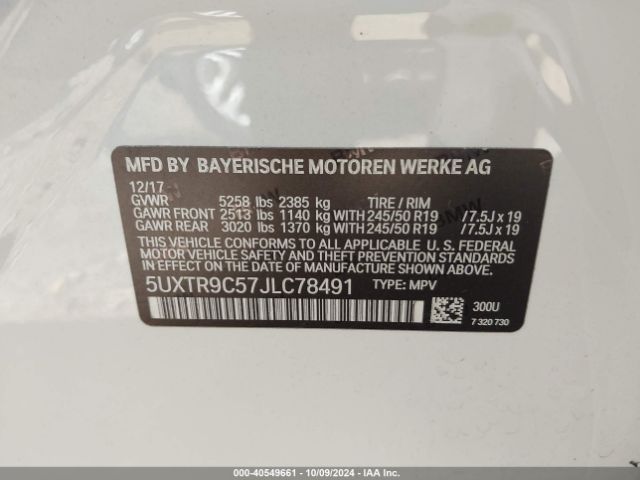 MFD BY BAYERISCHE MOTOREN WERKE AG
12/17
GVWR 5258 lbs 2385 kg TIRE / RIM
GAWR FRONT 2513 lbs 1140 kg WITH 245/50 R19 /7.5J x 19
GAWR REAR 3020 lbs 1370 kg WITH 245/50 R19 /7.5J x 19
THIS VEHICLE CONFORMS TO ALL APPLICABLE U. S. FEDERAL
MOTOR VEHICLE SAFETY, BUMPER, AND THEFT PREVENTION
STANDARDS IN EFFECT ON THE DATE OF MANUFACTURE SHOWN ABOVE.
5UXTR9C57JLC78491 TYPE: MPV
300U
7 320 730
000-40549661 - 10/09/2024 - IAA Inc.